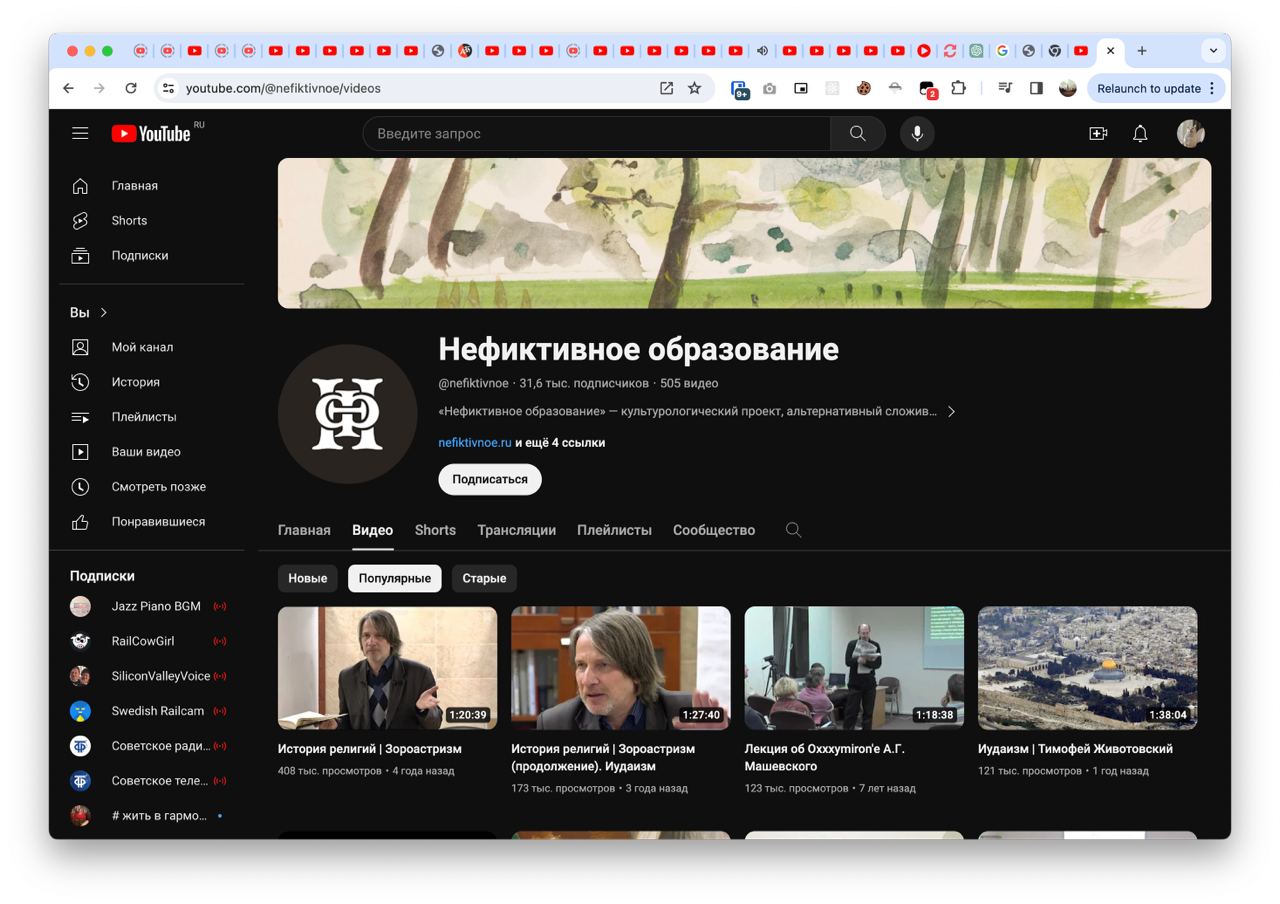 youtube.com/@nefiktivnoe/videos
9+
2
Relaunch to update
YouTube RU
Введите запрос
Главная
Shorts
Подписки
Вы
Мой канал
История
Плейлисты
Ваши видео
Смотреть позже
Понравившиеся
Подписки
Jazz Piano BGM
RailCowGirl
SiliconValleyVoice
Swedish Railcam
Советское ради...
Советское теле...
# жить в гармо...
Нефиктивное образование
@nefiktivnoe · 31,6 тыс. подписчиков · 505 видео
«Нефиктивное образование» — культурологический проект, альтернативный сложив...
nefiktivnoe.ru и ещё 4 ссылки
Подписаться
Главная Видео Shorts Трансляции Плейлисты Сообщество
Новые Популярные Старые
1:20:39
История религий | Зороастризм
408 тыс. просмотров • 4 года назад
1:27:40
История религий | Зороастризм
(продолжение). Иудаизм
173 тыс. просмотров • 3 года назад
1:18:38
Лекция об Oxxxymiron'е А.Г.
Машевского
123 тыс. просмотров • 7 лет назад
1:38:04
Иудаизм | Тимофей Животовский
121 тыс. просмотров • 1 год назад